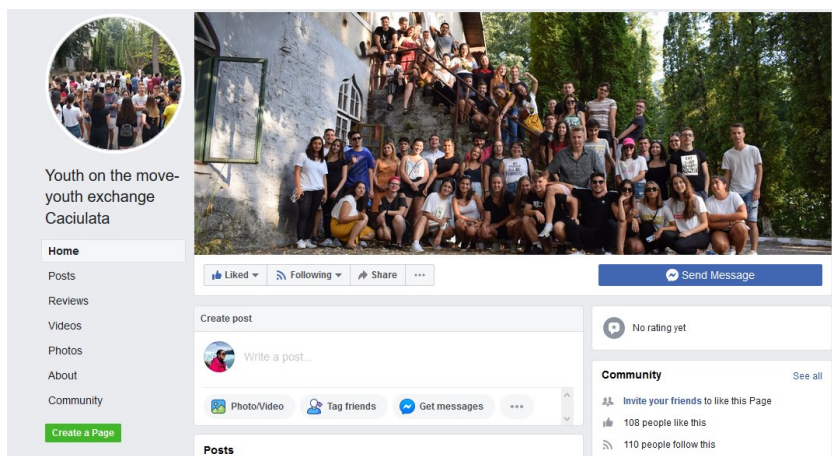 Youth on the move-
youth exchange
Caciulata
Home
Posts
Reviews
Videos
Photos
About
Community
Create a Page
Liked
Following
Share
Send Message
Create post
Write a post...
Photo/Video
Tag friends
Get messages
Posts
No rating yet
Community
See all
Invite your friends to like this Page
108 people like this
110 people follow this